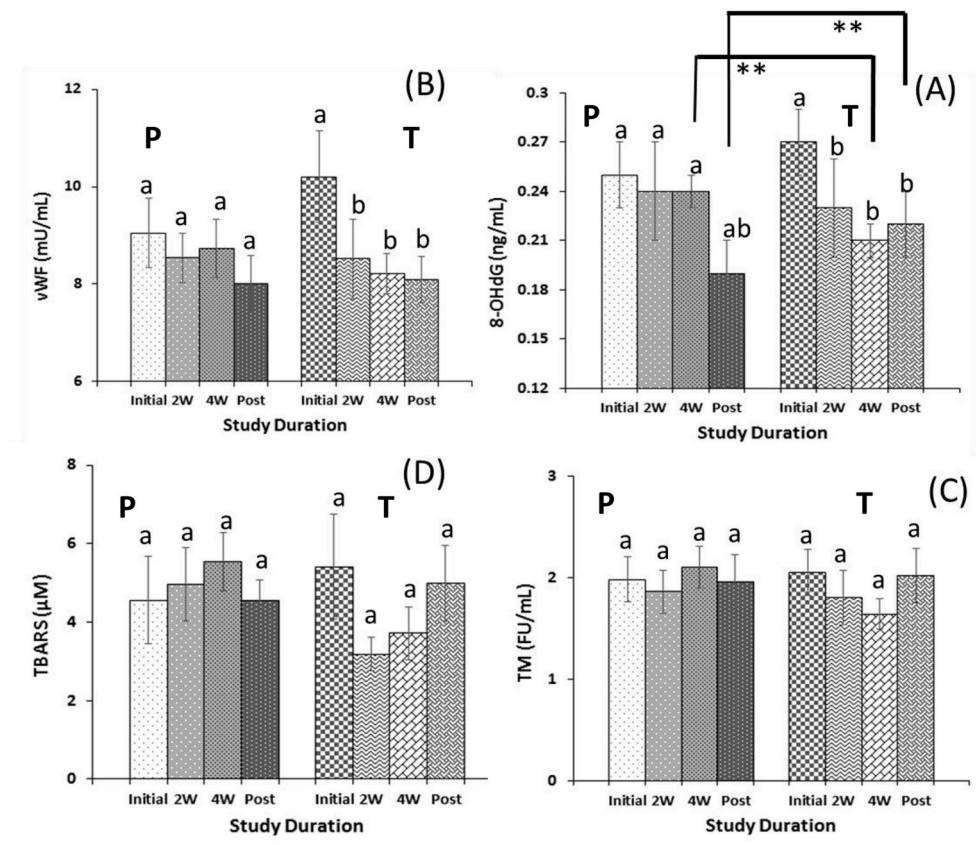 **
**
(B)
12
10
8
6
vWF (mU/mL)
P
T
a
a
a
a
a
b
b
b
Initial 2W 4W Post
Initial 2W 4W Post
Study Duration
(A)
0.3
0.27
0.24
0.21
0.18
0.15
0.12
8-OHdG (ng/mL)
P
T
a
a
a
ab
a
b
b
b
Initial 2W 4W Post
Initial 2W 4W Post
Study Duration
(D)
8
6
4
2
0
TBARS (µM)
P
T
a
a
a
a
a
a
a
a
Initial 2W 4W Post
Initial 2W 4W Post
Study Duration
(C)
3
2
1
0
TM (FU/mL)
P
T
a
a
a
a
a
a
a
a
Initial 2W 4W Post
Initial 2W 4W Post
Study Duration